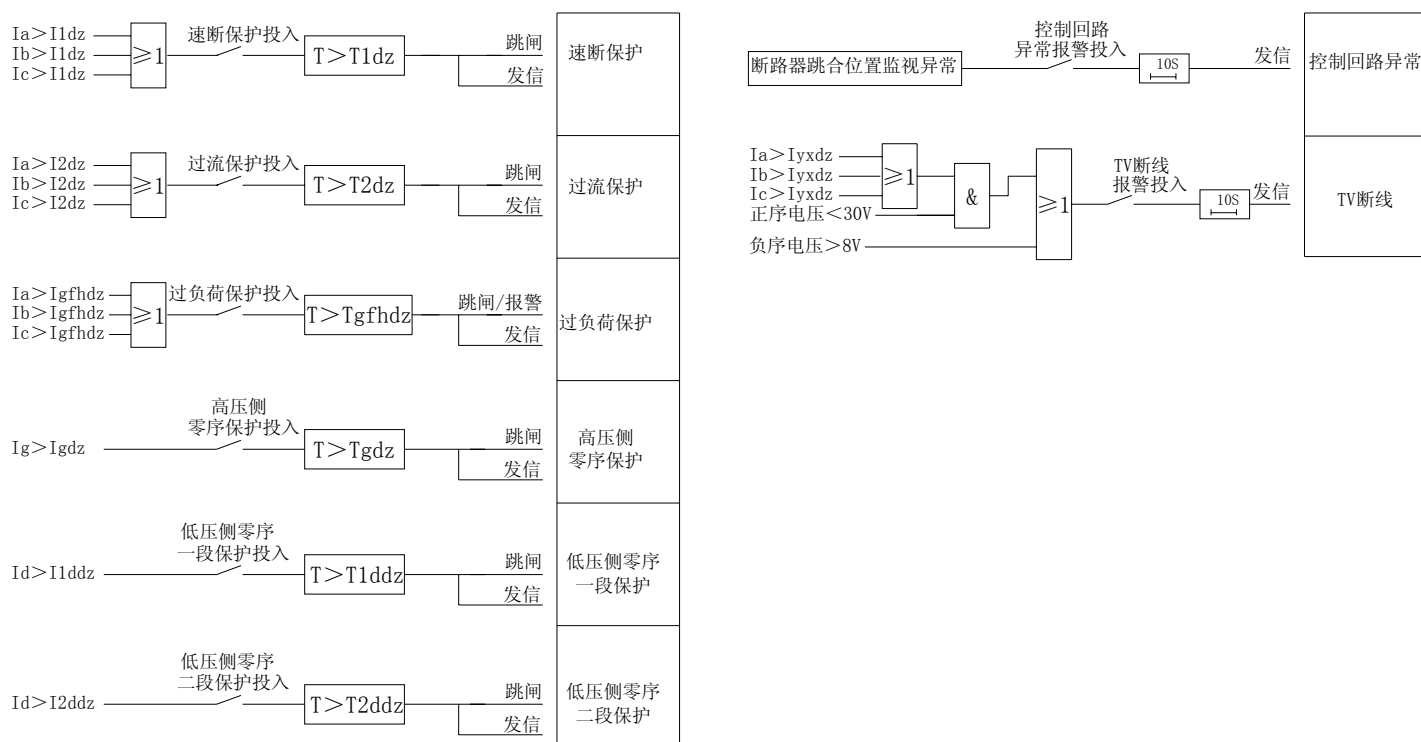 Ia>I1dz
Ib>I1dz
Ic>I1dz
≥1
速断保护投入
T>T1dz
跳闸
发信
速断保护
Ia>I2dz
Ib>I2dz
Ic>I2dz
≥1
过流保护投入
T>T2dz
跳闸
发信
过流保护
Ia>Igfhdz
Ib>Igfhdz
Ic>Igfhdz
≥1
过负荷保护投入
T>Tgfhdz
跳闸/报警
发信
过负荷保护
Ig>Igdz
高压侧
零序保护投入
T>Tgdz
跳闸
发信
高压侧
零序保护
Id>I1ddz
低压侧零序
一段保护投入
T>T1ddz
跳闸
发信
低压侧零序
一段保护
Id>I2ddz
低压侧零序
二段保护投入
T>T2ddz
跳闸
发信
低压侧零序
二段保护
断路器跳合位置监视异常
控制回路
异常报警投入
10S
发信
控制回路异常
Ia>Iyxdz
Ib>Iyxdz
Ic>Iyxdz
≥1
正序电压<30V
&
负序电压>8V
≥1
TV断线
报警投入
10S
发信
TV断线